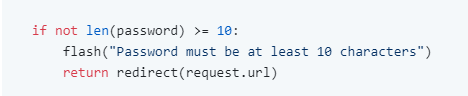 if not len(password) >= 10:
    flash("Password must be at least 10 characters")
    return redirect(request.url)